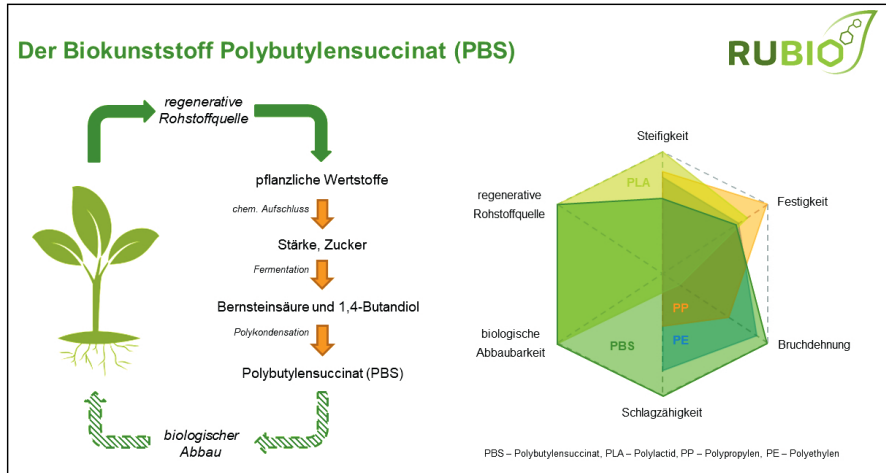 Der Biokunststoff Polybutylensuccinat (PBS)
RUBIO
regenerative
Rohstoffquelle
pflanzliche Wertstoffe
chem. Aufschluss
Stärke, Zucker
Fermentation
Bernsteinsäure und 1,4-Butandiol
Polykondensation
Polybutylensuccinat (PBS)
biologischer
Abbau
Steifigkeit
PLA
regenerative
Rohstoffquelle
Festigkeit
PP
PE
PBS
biologische
Abbaubarkeit
Bruchdehnung
Schlagzähigkeit
PBS – Polybutylensuccinat, PLA – Polylactid, PP – Polypropylen, PE – Polyethylen